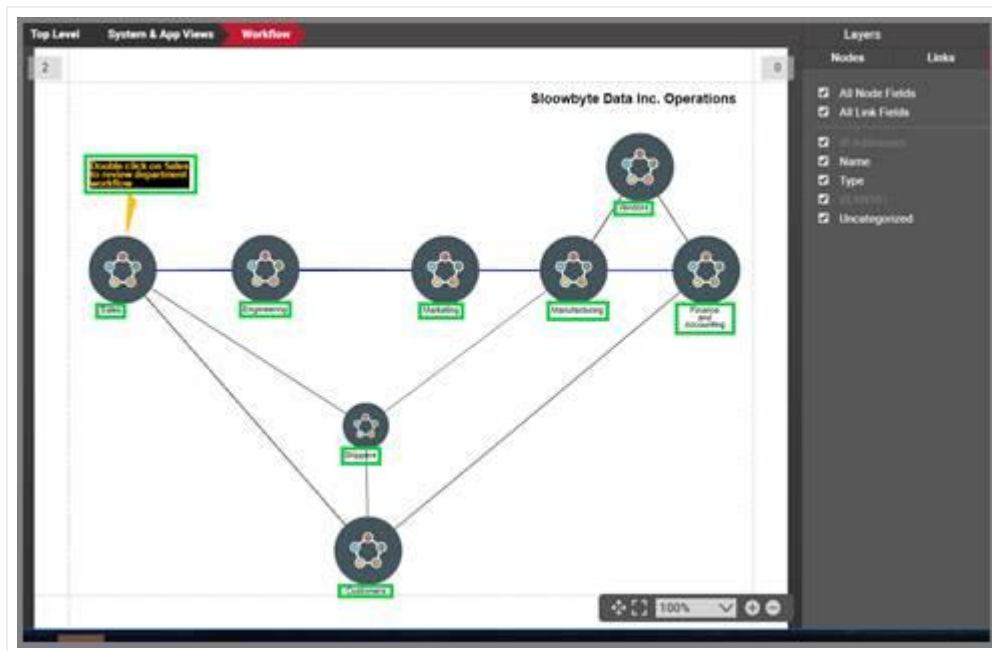 Top Level System & App Views Workflow
Layers
Nodes Links
2
0
Sloowbyte Data Inc. Operations
All Node Fields
All Link Fields
IP Addresses
Name
Type
Uncategorized
Double click on Sales
to review department
workflow
Vendors
Sales
Engineering
Marketing
Manufacturing
Finance
and
Accounting
Shippers
Customers
100%